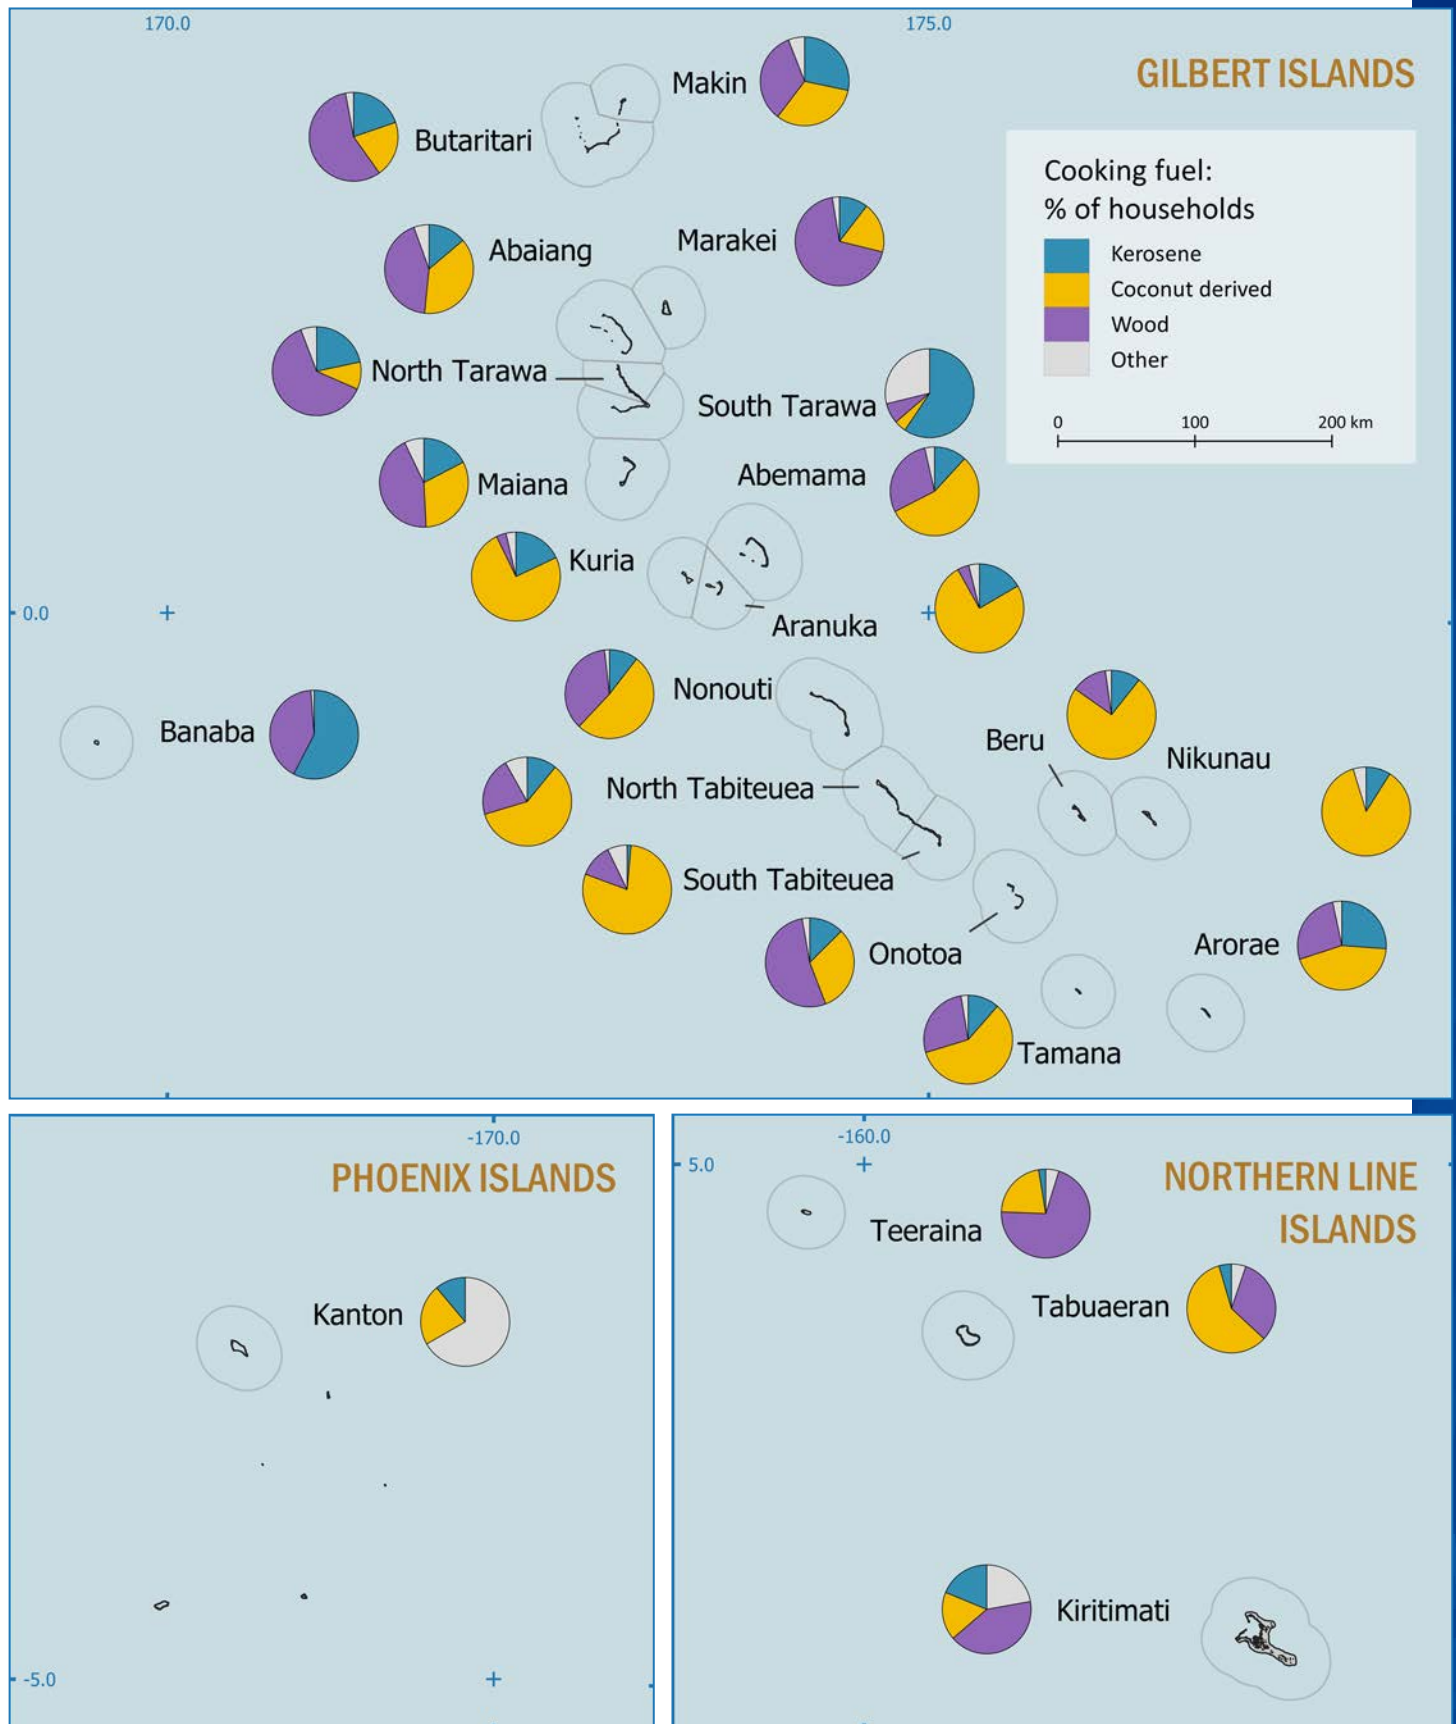 170.0
175.0
GILBERT ISLANDS
Makin
Butaritari
Cooking fuel:
% of households
Kerosene
Coconut derived
Wood
Other
0 100 200 km
Marakei
Abaiang
North Tarawa
South Tarawa
Maiana
Abemama
Kuria
0.0
Aranuka
Nonouti
Banaba
Beru
Nikunau
North Tabiteuea
South Tabiteuea
Onotoa
Arorae
Tamana
-170.0
PHOENIX ISLANDS
Kanton
-5.0
-160.0
5.0
NORTHERN LINE
ISLANDS
Teeraina
Tabuaeran
Kiritimati